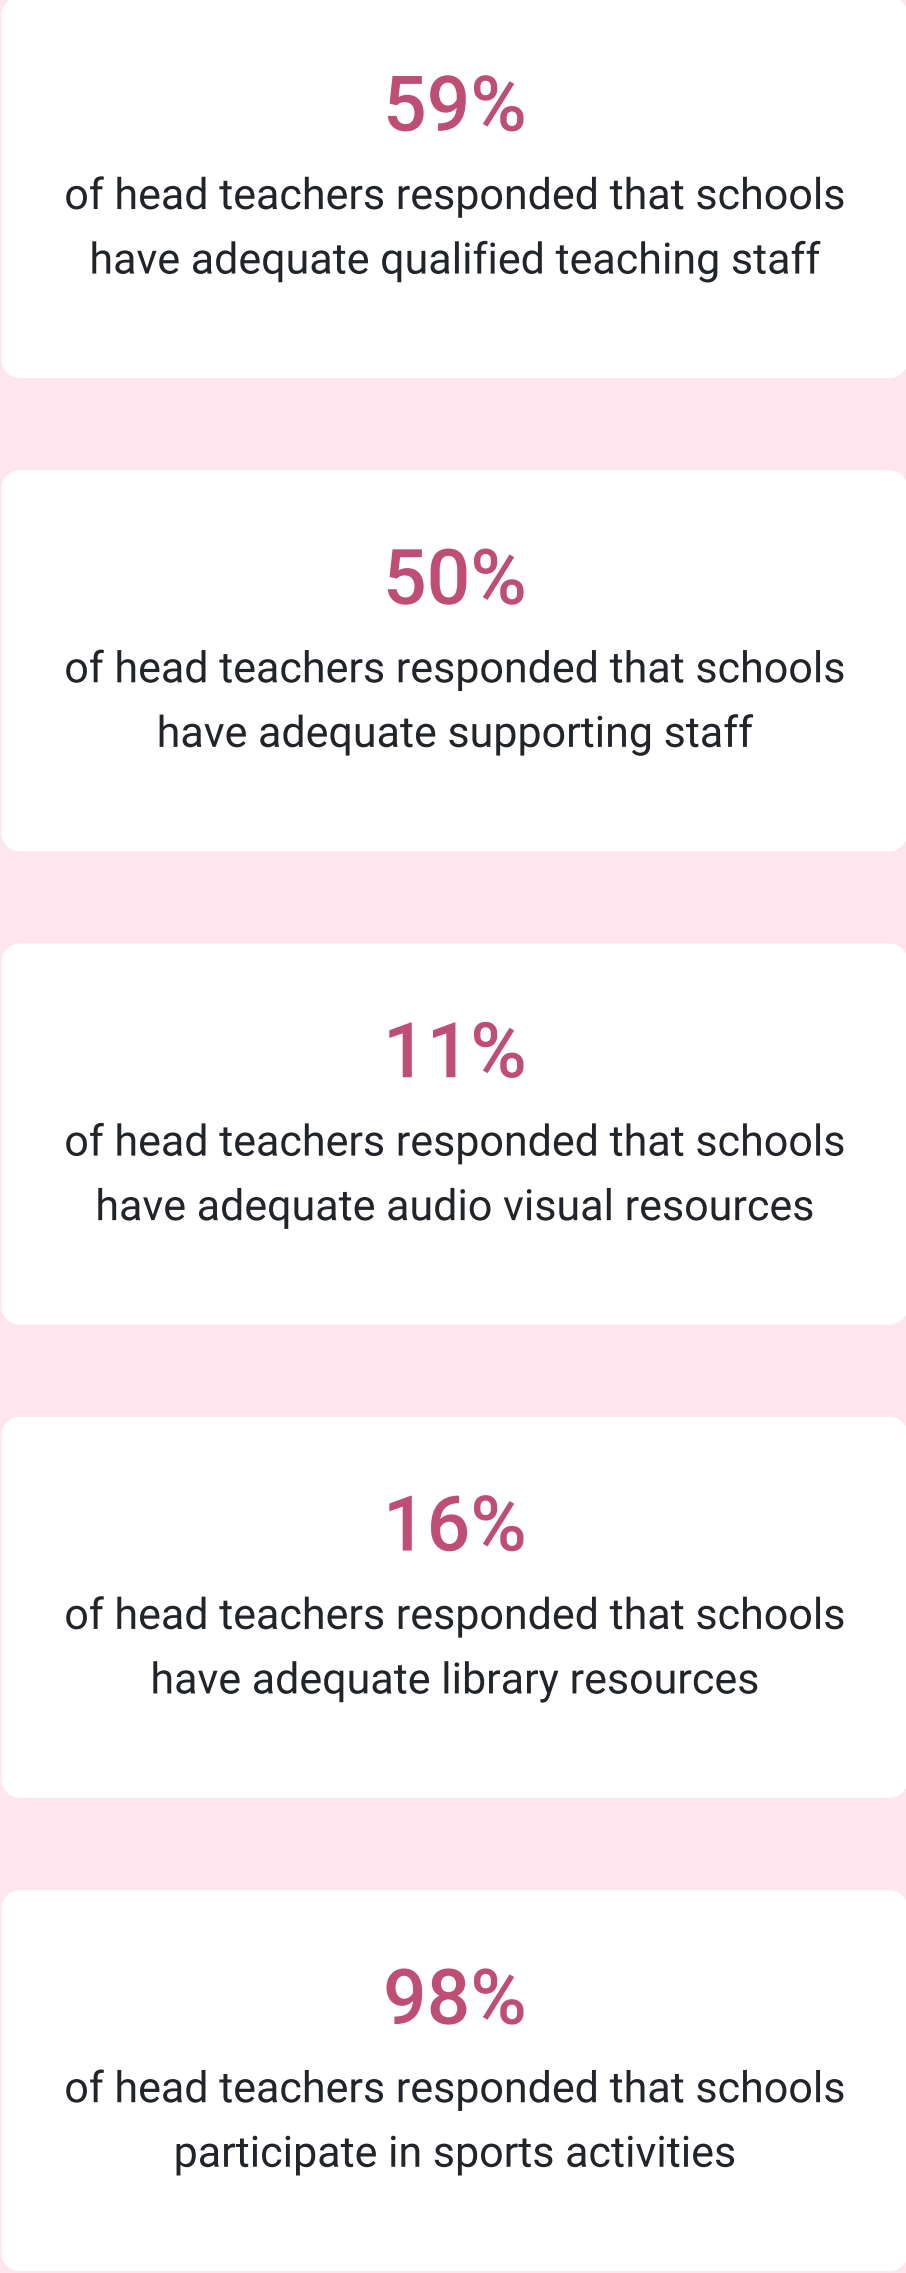 59%
of head teachers responded that schools
have adequate qualified teaching staff
50%
of head teachers responded that schools
have adequate supporting staff
11%
of head teachers responded that schools
have adequate audio visual resources
16%
of head teachers responded that schools
have adequate library resources
98%
of head teachers responded that schools
participate in sports activities